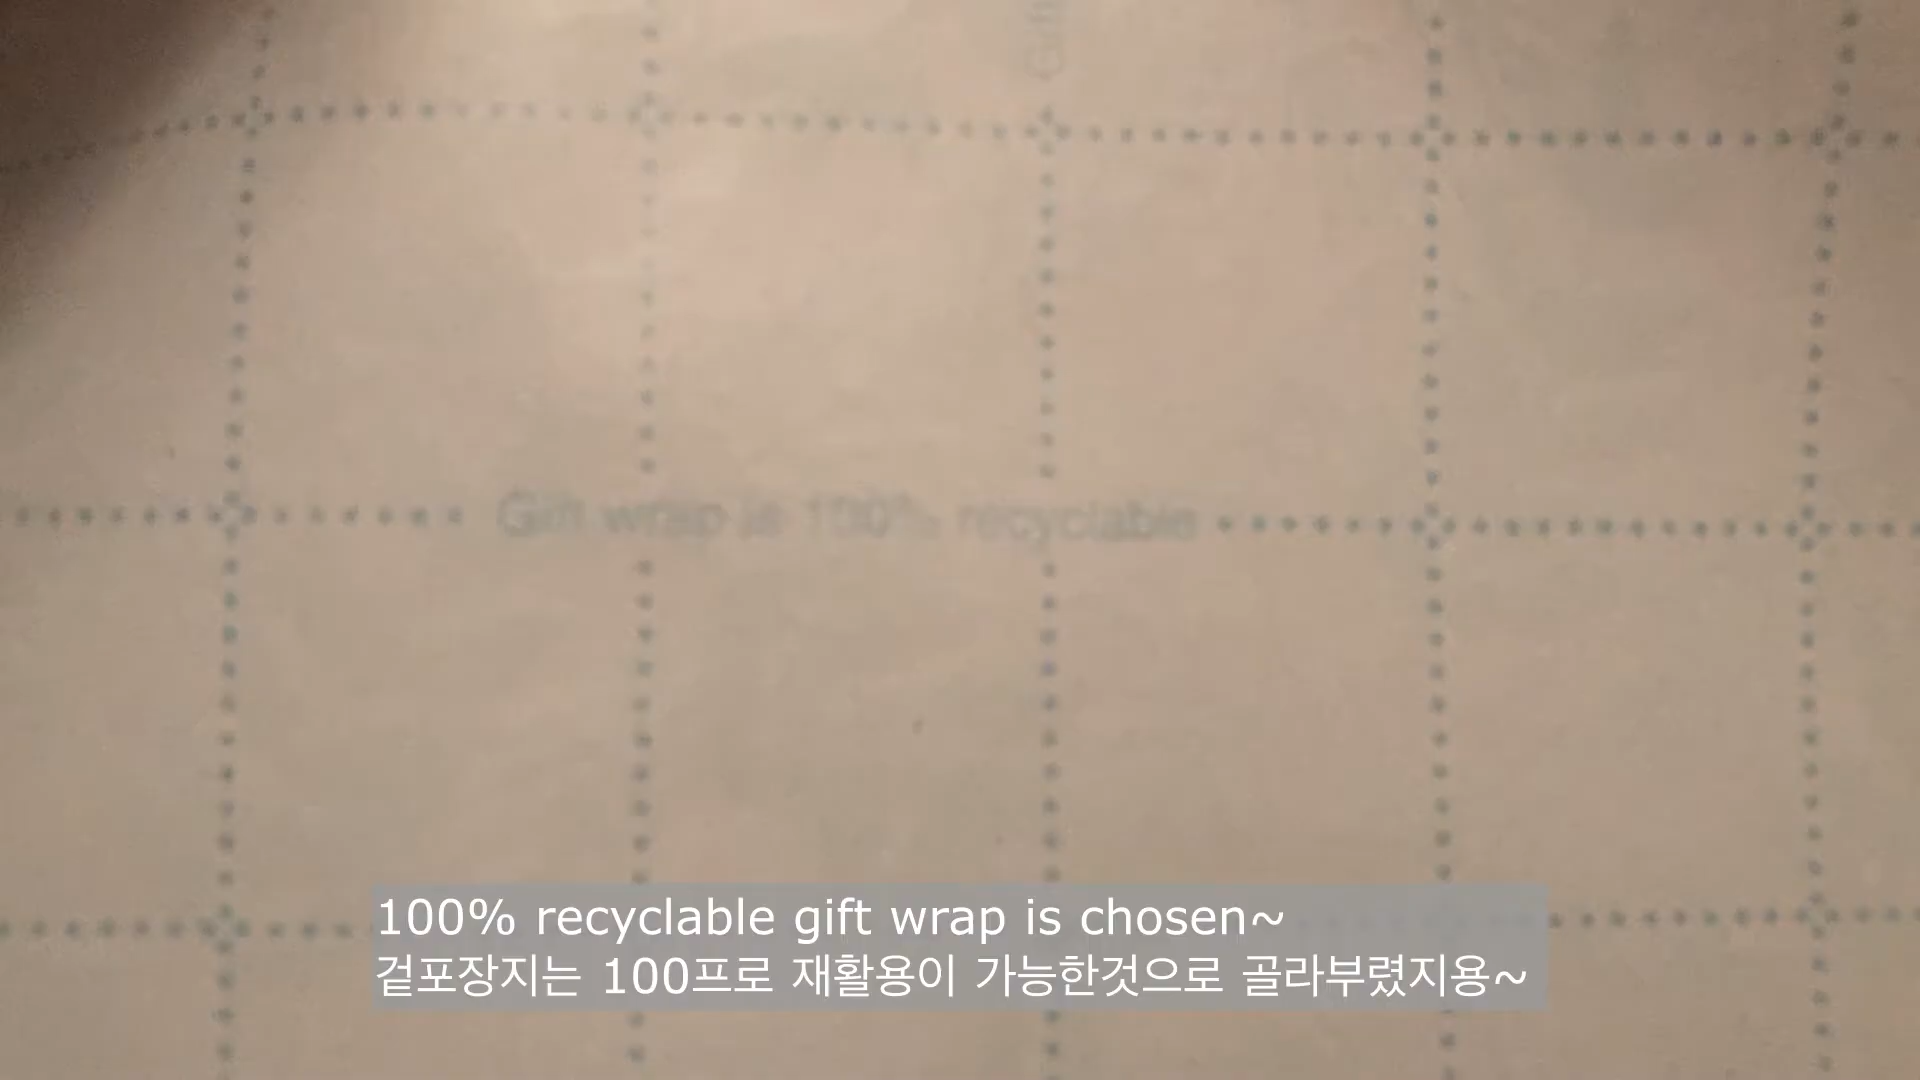 Gift
Gift wrap is 100% recyclable
100% recyclable gift wrap is chosen~
겉포장지는 100프로 재활용이 가능한것으로 골라부렸지용~